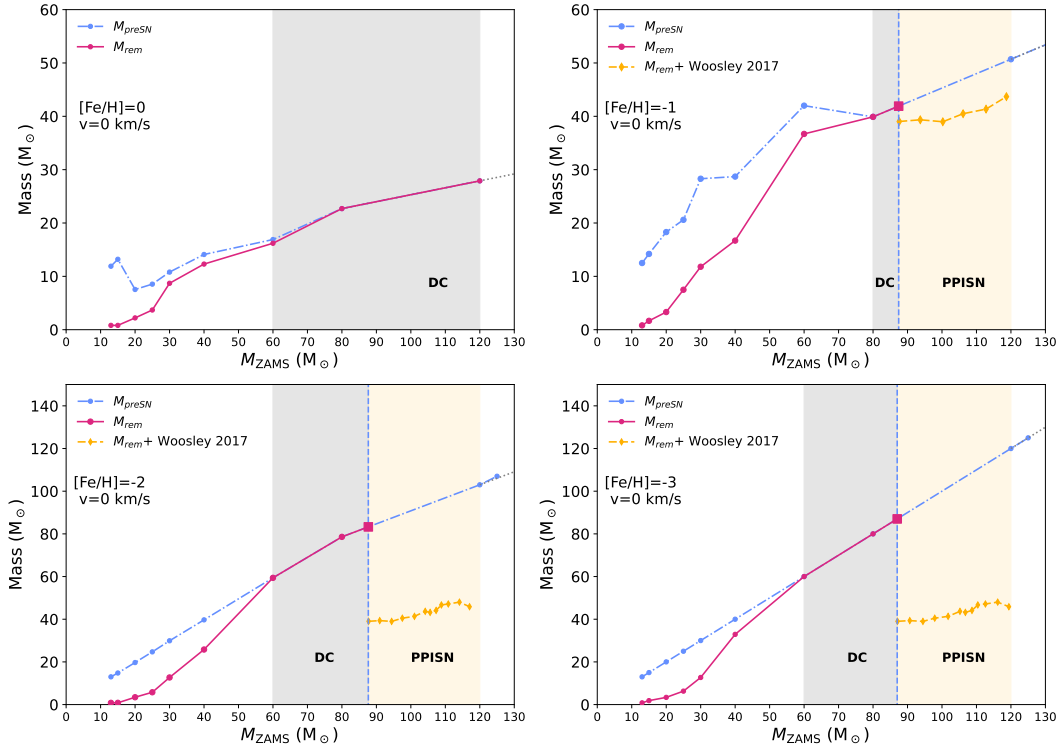 60
50
40
30
20
10
0
Mass (M⊙)
M_preSN
M_rem
[Fe/H]=0
v=0 km/s
DC
0 10 20 30 40 50 60 70 80 90 100 110 120 130
M_ZAMS (M⊙)
60
50
40
30
20
10
0
Mass (M⊙)
M_preSN
M_rem
M_rem+ Woosley 2017
[Fe/H]=-1
v=0 km/s
DC PPISN
0 10 20 30 40 50 60 70 80 90 100 110 120 130
M_ZAMS (M⊙)
140
120
100
80
60
40
20
0
Mass (M⊙)
M_preSN
M_rem
M_rem+ Woosley 2017
[Fe/H]=-2
v=0 km/s
DC PPISN
0 10 20 30 40 50 60 70 80 90 100 110 120 130
M_ZAMS (M⊙)
140
120
100
80
60
40
20
0
Mass (M⊙)
M_preSN
M_rem
M_rem+ Woosley 2017
[Fe/H]=-3
v=0 km/s
DC PPISN
0 10 20 30 40 50 60 70 80 90 100 110 120 130
M_ZAMS (M⊙)